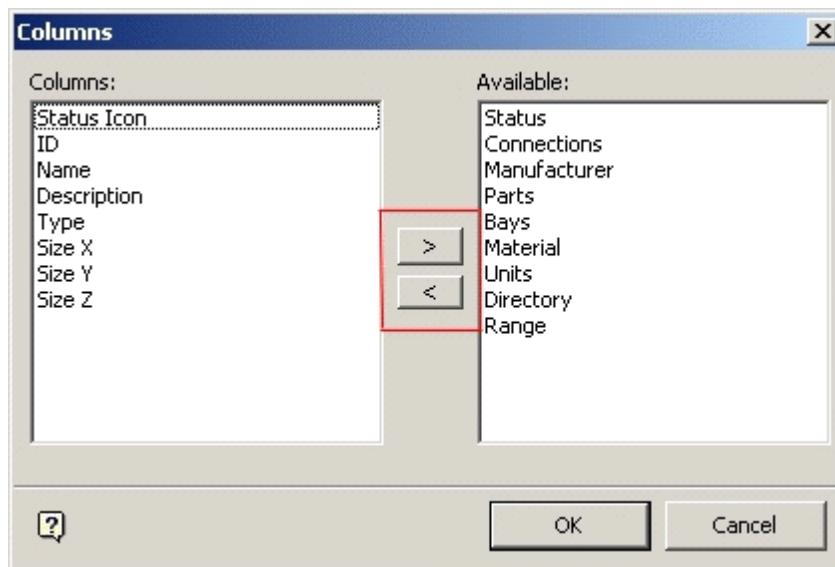 Columns
Columns:
Status Icon
ID
Name
Description
Type
Size X
Size Y
Size Z
>
<
Available:
Status
Connections
Manufacturer
Parts
Bays
Material
Units
Directory
Range
?
OK
Cancel